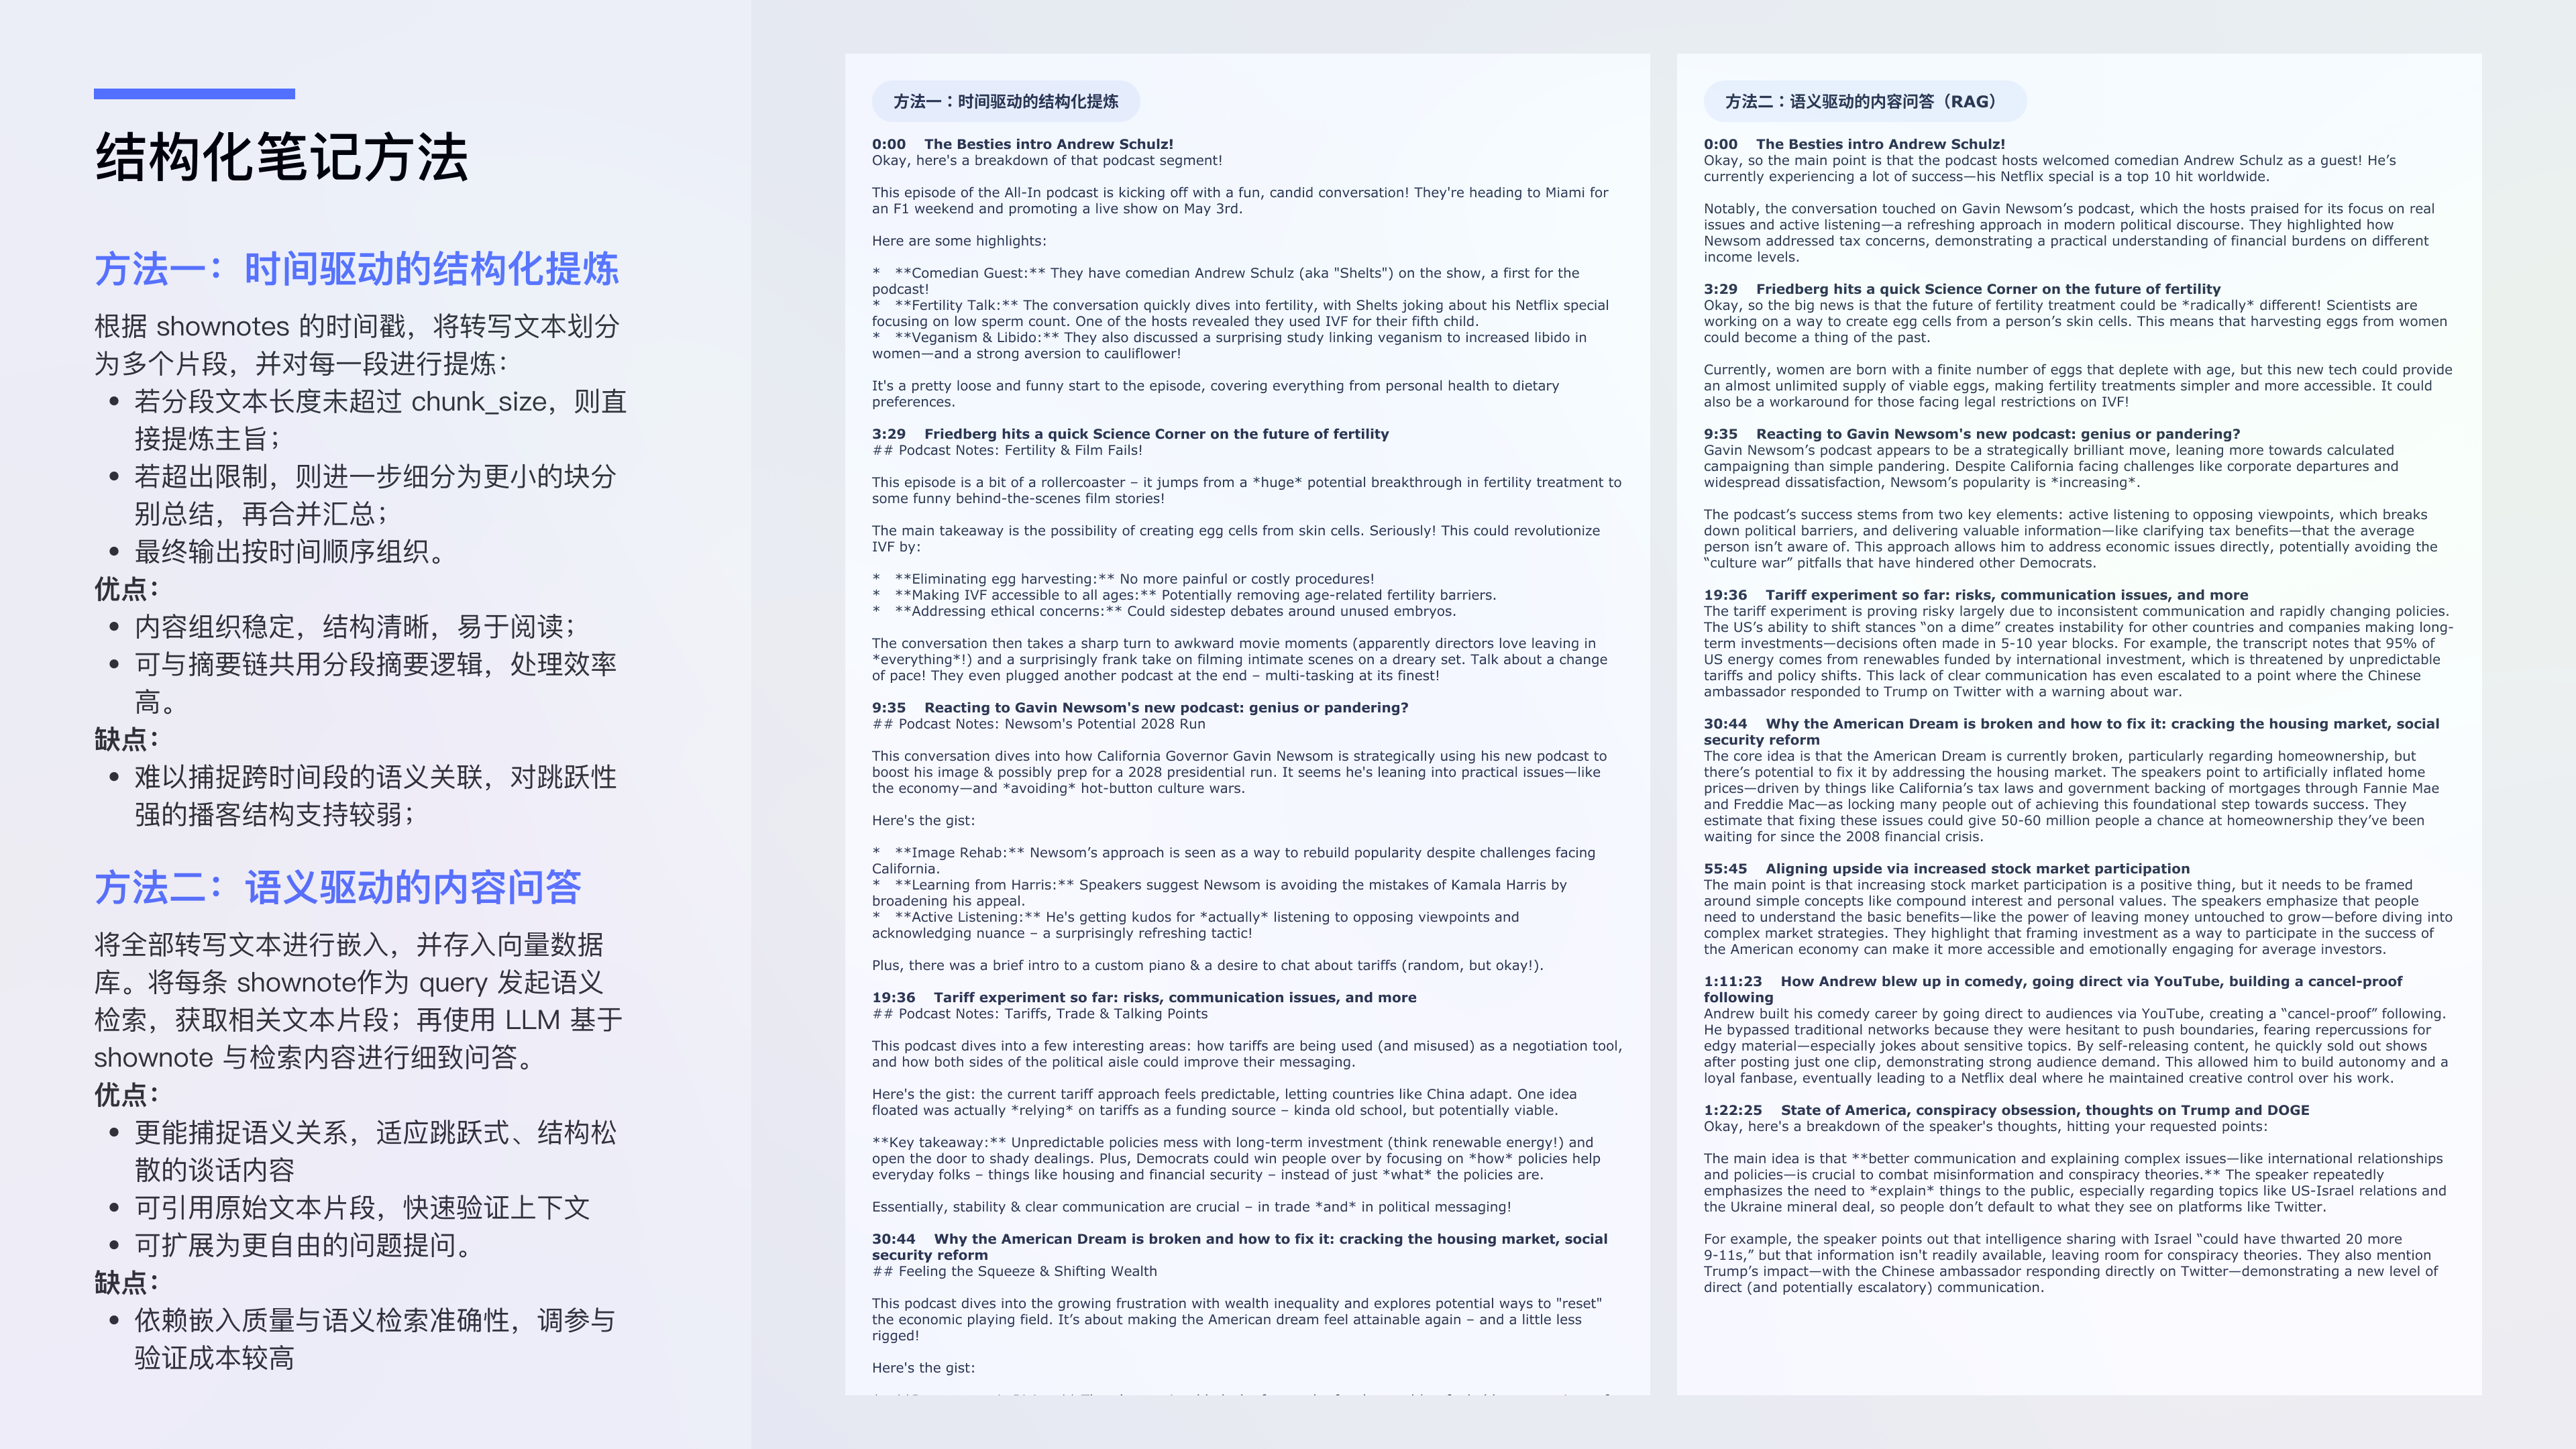 结构化笔记方法
方法一：时间驱动的结构化提炼
根据 shownotes 的时间戳，将转写文本划分
为多个片段，并对每一段进行提炼：
• 若分段文本长度未超过 chunk_size，则直
接提炼主旨；
• 若超出限制，则进一步细分为更小的块分
别总结，再合并汇总；
• 最终输出按时间顺序组织。
优点：
• 内容组织稳定，结构清晰，易于阅读；
• 可与摘要链共用分段摘要逻辑，处理效率
高。
缺点：
• 难以捕捉跨时间段的语义关联，对跳跃性
强的播客结构支持较弱；
方法二：语义驱动的内容问答
将全部转写文本进行嵌入，并存入向量数据
库。将每条 shownote作为 query 发起语义
检索，获取相关文本片段；再使用 LLM 基于
shownote 与检索内容进行细致问答。
优点：
• 更能捕捉语义关系，适应跳跃式、结构松
散的谈话内容
• 可引用原始文本片段，快速验证上下文
• 可扩展为更自由的问题提问。
缺点：
• 依赖嵌入质量与语义检索准确性，调参与
验证成本较高
方法一：时间驱动的结构化提炼
0:00 The Besties intro Andrew Schulz!
Okay, here's a breakdown of that podcast segment!
This episode of the All-In podcast is kicking off with a fun, candid conversation! They're heading to Miami for
an F1 weekend and promoting a live show on May 3rd.
Here are some highlights:
* **Comedian Guest:** They have comedian Andrew Schulz (aka "Shelts") on the show, a first for the
podcast!
* **Fertility Talk:** The conversation quickly dives into fertility, with Shelts joking about his Netflix special
focusing on low sperm count. One of the hosts revealed they used IVF for their fifth child.
* **Veganism & Libido:** They also discussed a surprising study linking veganism to increased libido in
women—and a strong aversion to cauliflower!
It's a pretty loose and funny start to the episode, covering everything from personal health to dietary
preferences.
3:29 Friedberg hits a quick Science Corner on the future of fertility
## Podcast Notes: Fertility & Film Fails!
This episode is a bit of a rollercoaster – it jumps from a *huge* potential breakthrough in fertility treatment to
some funny behind-the-scenes film stories!
The main takeaway is the possibility of creating egg cells from skin cells. Seriously! This could revolutionize
IVF by:
* **Eliminating egg harvesting:** No more painful or costly procedures!
* **Making IVF accessible to all ages:** Potentially removing age-related fertility barriers.
* **Addressing ethical concerns:** Could sidestep debates around unused embryos.
The conversation then takes a sharp turn to awkward movie moments (apparently directors love leaving in
*everything*!) and a surprisingly frank take on filming intimate scenes on a dreary set. Talk about a change
of pace! They even plugged another podcast at the end – multi-tasking at its finest!
9:35 Reacting to Gavin Newsom's new podcast: genius or pandering?
## Podcast Notes: Newsom's Potential 2028 Run
This conversation dives into how California Governor Gavin Newsom is strategically using his new podcast to
boost his image & possibly prep for a 2028 presidential run. It seems he's leaning into practical issues—like
the economy—and *avoiding* hot-button culture wars.
Here's the gist:
* **Image Rehab:** Newsom’s approach is seen as a way to rebuild popularity despite challenges facing
California.
* **Learning from Harris:** Speakers suggest Newsom is avoiding the mistakes of Kamala Harris by
broadening his appeal.
* **Active Listening:** He's getting kudos for *actually* listening to opposing viewpoints and
acknowledging nuance – a surprisingly refreshing tactic!
Plus, there was a brief intro to a custom piano & a desire to chat about tariffs (random, but okay!).
19:36 Tariff experiment so far: risks, communication issues, and more
## Podcast Notes: Tariffs, Trade & Talking Points
This podcast dives into a few interesting areas: how tariffs are being used (and misused) as a negotiation tool,
and how both sides of the political aisle could improve their messaging.
Here's the gist: the current tariff approach feels predictable, letting countries like China adapt. One idea
floated was actually *relying* on tariffs as a funding source – kinda old school, but potentially viable.
**Key takeaway:** Unpredictable policies mess with long-term investment (think renewable energy!) and
open the door to shady dealings. Plus, Democrats could win people over by focusing on *how* policies help
everyday folks – things like housing and financial security – instead of just *what* the policies are.
Essentially, stability & clear communication are crucial – in trade *and* in political messaging!
30:44 Why the American Dream is broken and how to fix it: cracking the housing market, social
security reform
## Feeling the Squeeze & Shifting Wealth
This podcast dives into the growing frustration with wealth inequality and explores potential ways to "reset"
the economic playing field. It’s about making the American dream feel attainable again – and a little less
rigged!
Here's the gist:
方法二：语义驱动的内容问答（RAG）
0:00 The Besties intro Andrew Schulz!
Okay, so the main point is that the podcast hosts welcomed comedian Andrew Schulz as a guest! He’s
currently experiencing a lot of success—his Netflix special is a top 10 hit worldwide.
Notably, the conversation touched on Gavin Newsom’s podcast, which the hosts praised for its focus on real
issues and active listening—a refreshing approach in modern political discourse. They highlighted how
Newsom addressed tax concerns, demonstrating a practical understanding of financial burdens on different
income levels.
3:29 Friedberg hits a quick Science Corner on the future of fertility
Okay, so the big news is that the future of fertility treatment could be *radically* different! Scientists are
working on a way to create egg cells from a person’s skin cells. This means that harvesting eggs from women
could become a thing of the past.
Currently, women are born with a finite number of eggs that deplete with age, but this new tech could provide
an almost unlimited supply of viable eggs, making fertility treatments simpler and more accessible. It could
also be a workaround for those facing legal restrictions on IVF!
9:35 Reacting to Gavin Newsom's new podcast: genius or pandering?
Gavin Newsom’s podcast appears to be a strategically brilliant move, leaning more towards calculated
campaigning than simple pandering. Despite California facing challenges like corporate departures and
widespread dissatisfaction, Newsom’s popularity is *increasing*.
The podcast’s success stems from two key elements: active listening to opposing viewpoints, which breaks
down political barriers, and delivering valuable information—like clarifying tax benefits—that the average
person isn’t aware of. This approach allows him to address economic issues directly, potentially avoiding the
“culture war” pitfalls that have hindered other Democrats.
19:36 Tariff experiment so far: risks, communication issues, and more
The tariff experiment is proving risky largely due to inconsistent communication and rapidly changing policies.
The US’s ability to shift stances “on a dime” creates instability for other countries and companies making long-
term investments—decisions often made in 5-10 year blocks. For example, the transcript notes that 95% of
US energy comes from renewables funded by international investment, which is threatened by unpredictable
tariffs and policy shifts. This lack of clear communication has even escalated to a point where the Chinese
ambassador responded to Trump on Twitter with a warning about war.
30:44 Why the American Dream is broken and how to fix it: cracking the housing market, social
security reform
The core idea is that the American Dream is currently broken, particularly regarding homeownership, but
there’s potential to fix it by addressing the housing market. The speakers point to artificially inflated home
prices—driven by things like California’s tax laws and government backing of mortgages through Fannie Mae
and Freddie Mac—as locking many people out of achieving this foundational step towards success. They
estimate that fixing these issues could give 50-60 million people a chance at homeownership they’ve been
waiting for since the 2008 financial crisis.
55:45 Aligning upside via increased stock market participation
The main point is that increasing stock market participation is a positive thing, but it needs to be framed
around simple concepts like compound interest and personal values. The speakers emphasize that people
need to understand the basic benefits—like the power of leaving money untouched to grow—before diving into
complex market strategies. They highlight that framing investment as a way to participate in the success of
the American economy can make it more accessible and emotionally engaging for average investors.
1:11:23 How Andrew blew up in comedy, going direct via YouTube, building a cancel-proof
following
Andrew built his comedy career by going direct to audiences via YouTube, creating a “cancel-proof” following.
He bypassed traditional networks because they were hesitant to push boundaries, fearing repercussions for
edgy material—especially jokes about sensitive topics. By self-releasing content, he quickly sold out shows
after posting just one clip, demonstrating strong audience demand. This allowed him to build autonomy and a
loyal fanbase, eventually leading to a Netflix deal where he maintained creative control over his work.
1:22:25 State of America, conspiracy obsession, thoughts on Trump and DOGE
Okay, here's a breakdown of the speaker's thoughts, hitting your requested points:
The main idea is that **better communication and explaining complex issues—like international relationships
and policies—is crucial to combat misinformation and conspiracy theories.** The speaker repeatedly
emphasizes the need to *explain* things to the public, especially regarding topics like US-Israel relations and
the Ukraine mineral deal, so people don’t default to what they see on platforms like Twitter.
For example, the speaker points out that intelligence sharing with Israel “could have thwarted 20 more
9-11s,” but that information isn't readily available, leaving room for conspiracy theories. They also mention
Trump’s impact—with the Chinese ambassador responding directly on Twitter—demonstrating a new level of
direct (and potentially escalatory) communication.